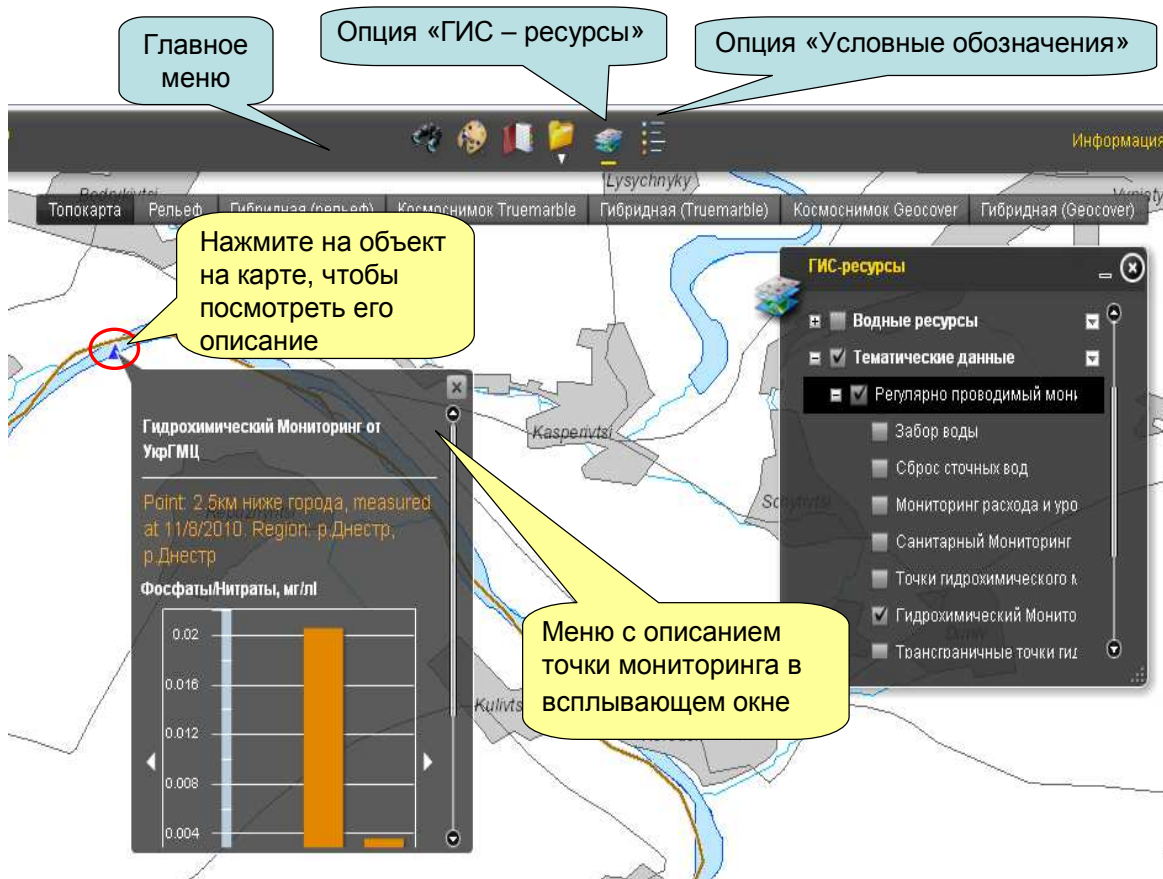 Главное
меню
Опция «ГИС – ресурсы»
Опция «Условные обозначения»
Информация
Lysychnyky
Топокарта
Рельеф
Гибридная (рельеф)
Космоснимок Truemarble
Гибридная (Truemarble)
Космоснимок Geocover
Гибридная (Geocover)
Нажмите на объект
на карте, чтобы
посмотреть его
описание
ГИС-ресурсы
Водные ресурсы
Тематические данные
Регулярно проводимый мони
Забор воды
Сброс сточных вод
Мониторинг расхода и уро
Санитарный Мониторинг
Точки гидрохимического м
Гидрохимический Монито
Трансграничные точки гид
Kasperivtsi
Гидрохимический Мониторинг от
УкрГМЦ
Point: 2.5км ниже города, measured
at 11/8/2010. Region: р.Днестр;
р.Днестр
Фосфаты/Нитраты, мг/лl
0.02
0.016
0.012
0.008
0.004
Меню с описанием
точки мониторинга в
всплывающем окне